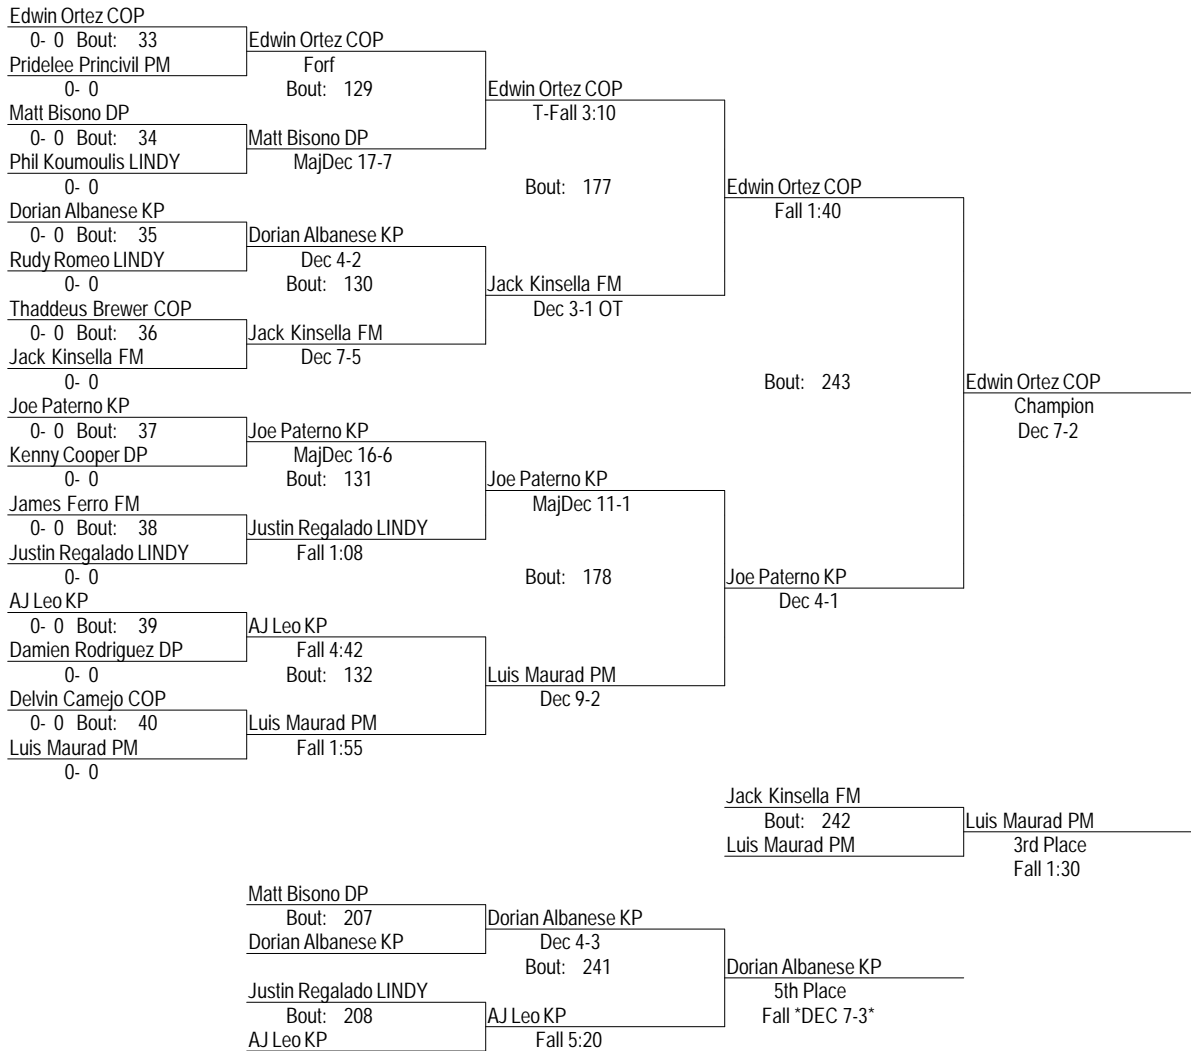 Edwin Ortez COP
0- 0 Bout: 33
Pridelee Princivil PM
0- 0
Matt Bisono DP
0- 0 Bout: 34
Phil Koumoulis LINDY
0- 0
Dorian Albanese KP
0- 0 Bout: 35
Rudy Romeo LINDY
0- 0
Thaddeus Brewer COP
0- 0 Bout: 36
Jack Kinsella FM
0- 0
Joe Paterno KP
0- 0 Bout: 37
Kenny Cooper DP
0- 0
James Ferro FM
0- 0 Bout: 38
Justin Regalado LINDY
0- 0
AJ Leo KP
0- 0 Bout: 39
Damien Rodriguez DP
0- 0
Delvin Camejo COP
0- 0 Bout: 40
Luis Maurad PM
0- 0
Edwin Ortez COP
Forf
Bout: 129
Matt Bisono DP
MajDec 17-7
Dorian Albanese KP
Dec 4-2
Bout: 130
Jack Kinsella FM
Dec 7-5
Joe Paterno KP
MajDec 16-6
Bout: 131
Justin Regalado LINDY
Fall 1:08
AJ Leo KP
Fall 4:42
Bout: 132
Luis Maurad PM
Fall 1:55
Edwin Ortez COP
T-Fall 3:10
Bout: 177
Jack Kinsella FM
Dec 3-1 OT
Joe Paterno KP
MajDec 11-1
Bout: 178
Luis Maurad PM
Dec 9-2
Edwin Ortez COP
Fall 1:40
Bout: 243
Joe Paterno KP
Dec 4-1
Edwin Ortez COP
Champion
Dec 7-2
Jack Kinsella FM
Bout: 242
Luis Maurad PM
Luis Maurad PM
3rd Place
Fall 1:30
Matt Bisono DP
Bout: 207
Dorian Albanese KP
Justin Regalado LINDY
Bout: 208
AJ Leo KP
Dorian Albanese KP
Dec 4-3
Bout: 241
AJ Leo KP
Fall 5:20
Dorian Albanese KP
5th Place
Fall *DEC 7-3*